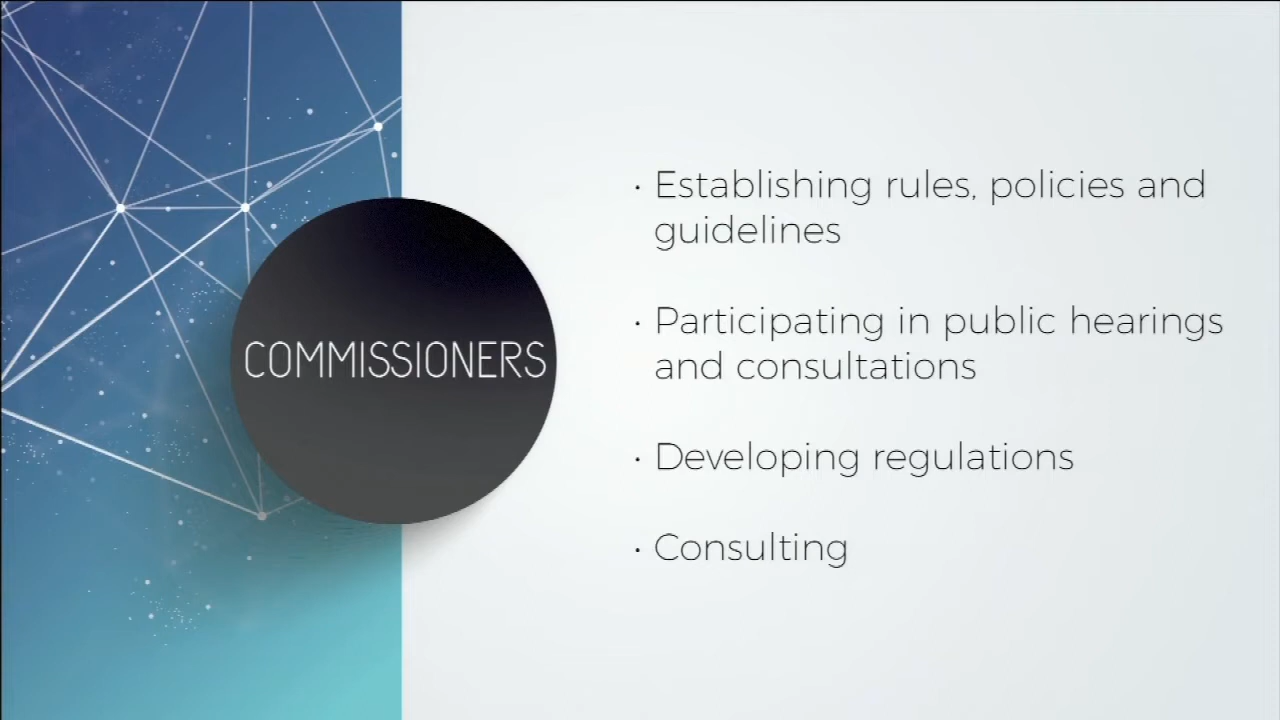 COMMISSIONERS
· Establishing rules, policies and
guidelines
· Participating in public hearings
and consultations
· Developing regulations
· Consulting